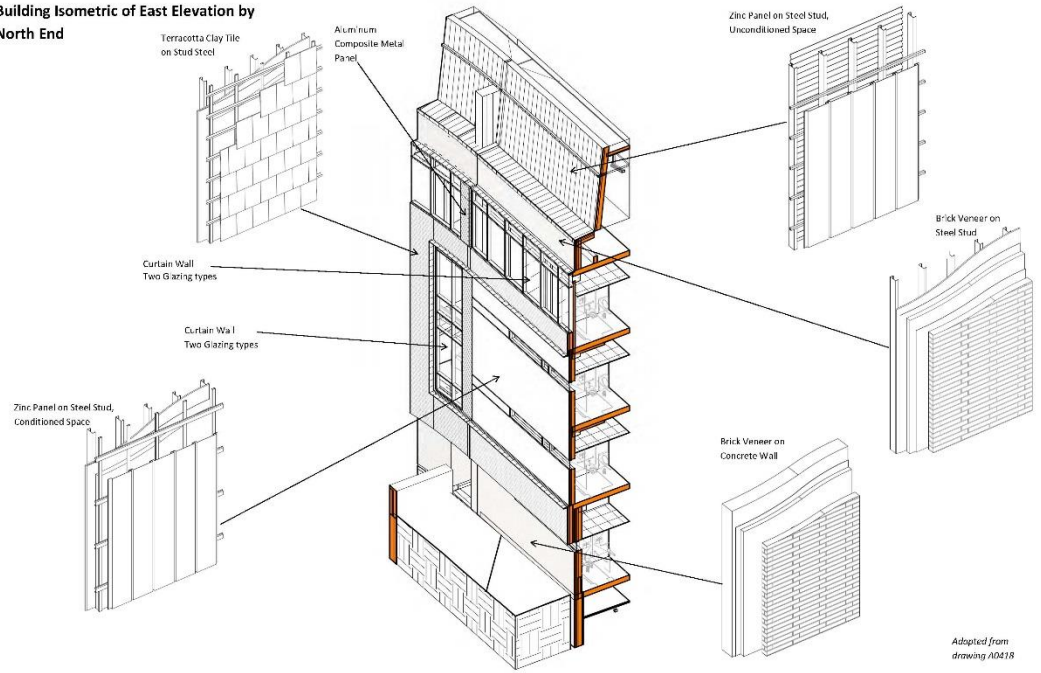 Building Isometric of East Elevation by
North End
Terracotta Clay Tile
on Stud Steel
Aluminum
Composite Metal
Panel
Zinc Panel on Steel Stud,
Unconditioned Space
Brick Veneer on
Steel Stud
Curtain Wall
Two Glazing types
Curtain Wall
Two Glazing types
Zinc Panel on Steel Stud,
Conditioned Space
Brick Veneer on
Concrete Wall
Adapted from
drawing A0418